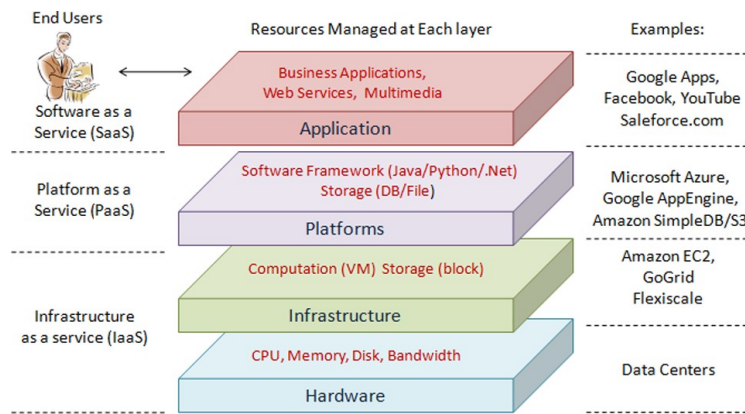 End Users
Resources Managed at Each layer
Examples:
Software as a
Service (SaaS)
Business Applications,
Web Services, Multimedia
Application
Google Apps,
Facebook, YouTube
Saleforce.com
Platform as a
Service (PaaS)
Software Framework (Java/Python/.Net)
Storage (DB/File)
Platforms
Microsoft Azure,
Google AppEngine,
Amazon SimpleDB/S3
Infrastructure
as a service (IaaS)
Computation (VM) Storage (block)
Infrastructure
Amazon EC2,
GoGrid
Flexiscale
CPU, Memory, Disk, Bandwidth
Hardware
Data Centers